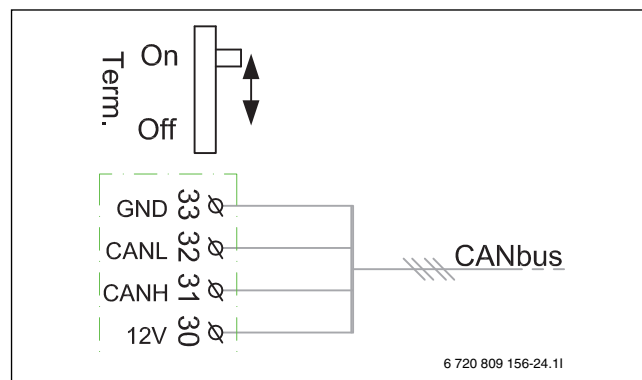 On
Term.
Off
GND 33
CANL 32
CANH 31
12V 30
CANbus
6 720 809 156-24.1I